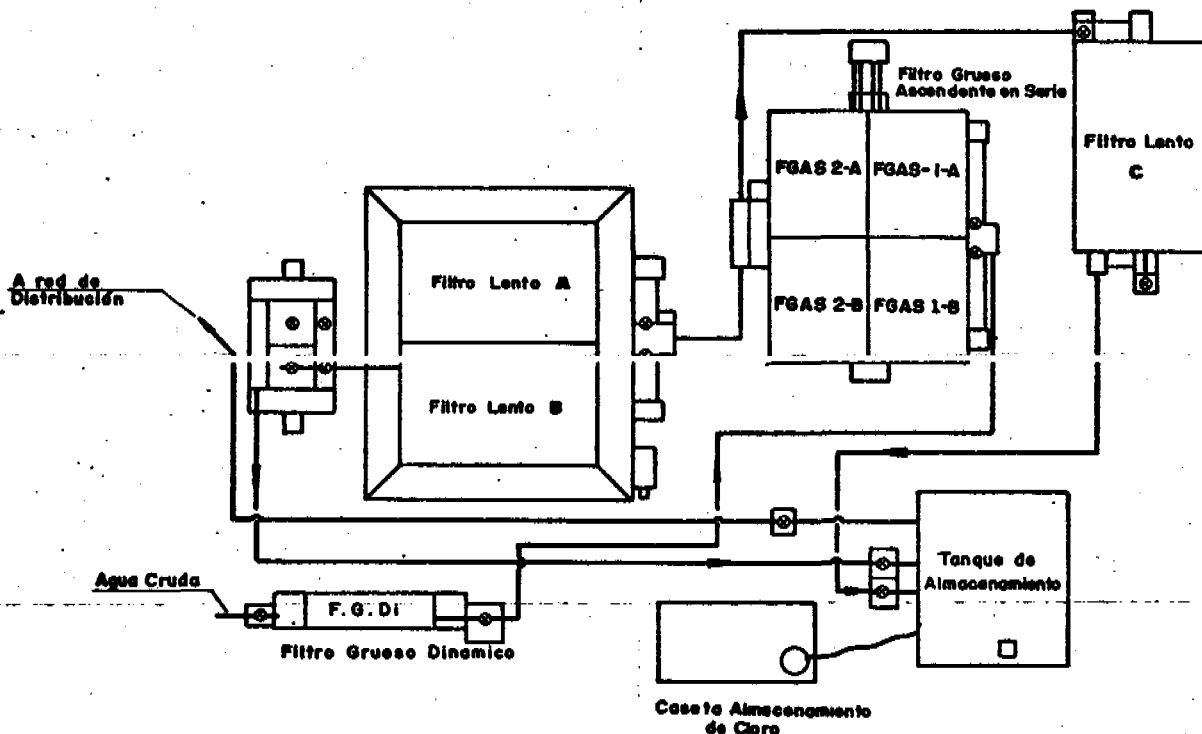 Filtro Grueso
Ascendente en Serie
Filtro Lento
C
FGAS 2-A
FGAS-1-A
FGAS 2-B
FGAS 1-B
Filtro Lento A
Filtro Lento B
A red de
Distribución
Agua Cruda
F.G.Di
Filtro Grueso Dinamico
Tanque de
Almacenamiento
Caseta Almacenamiento
de Cloro